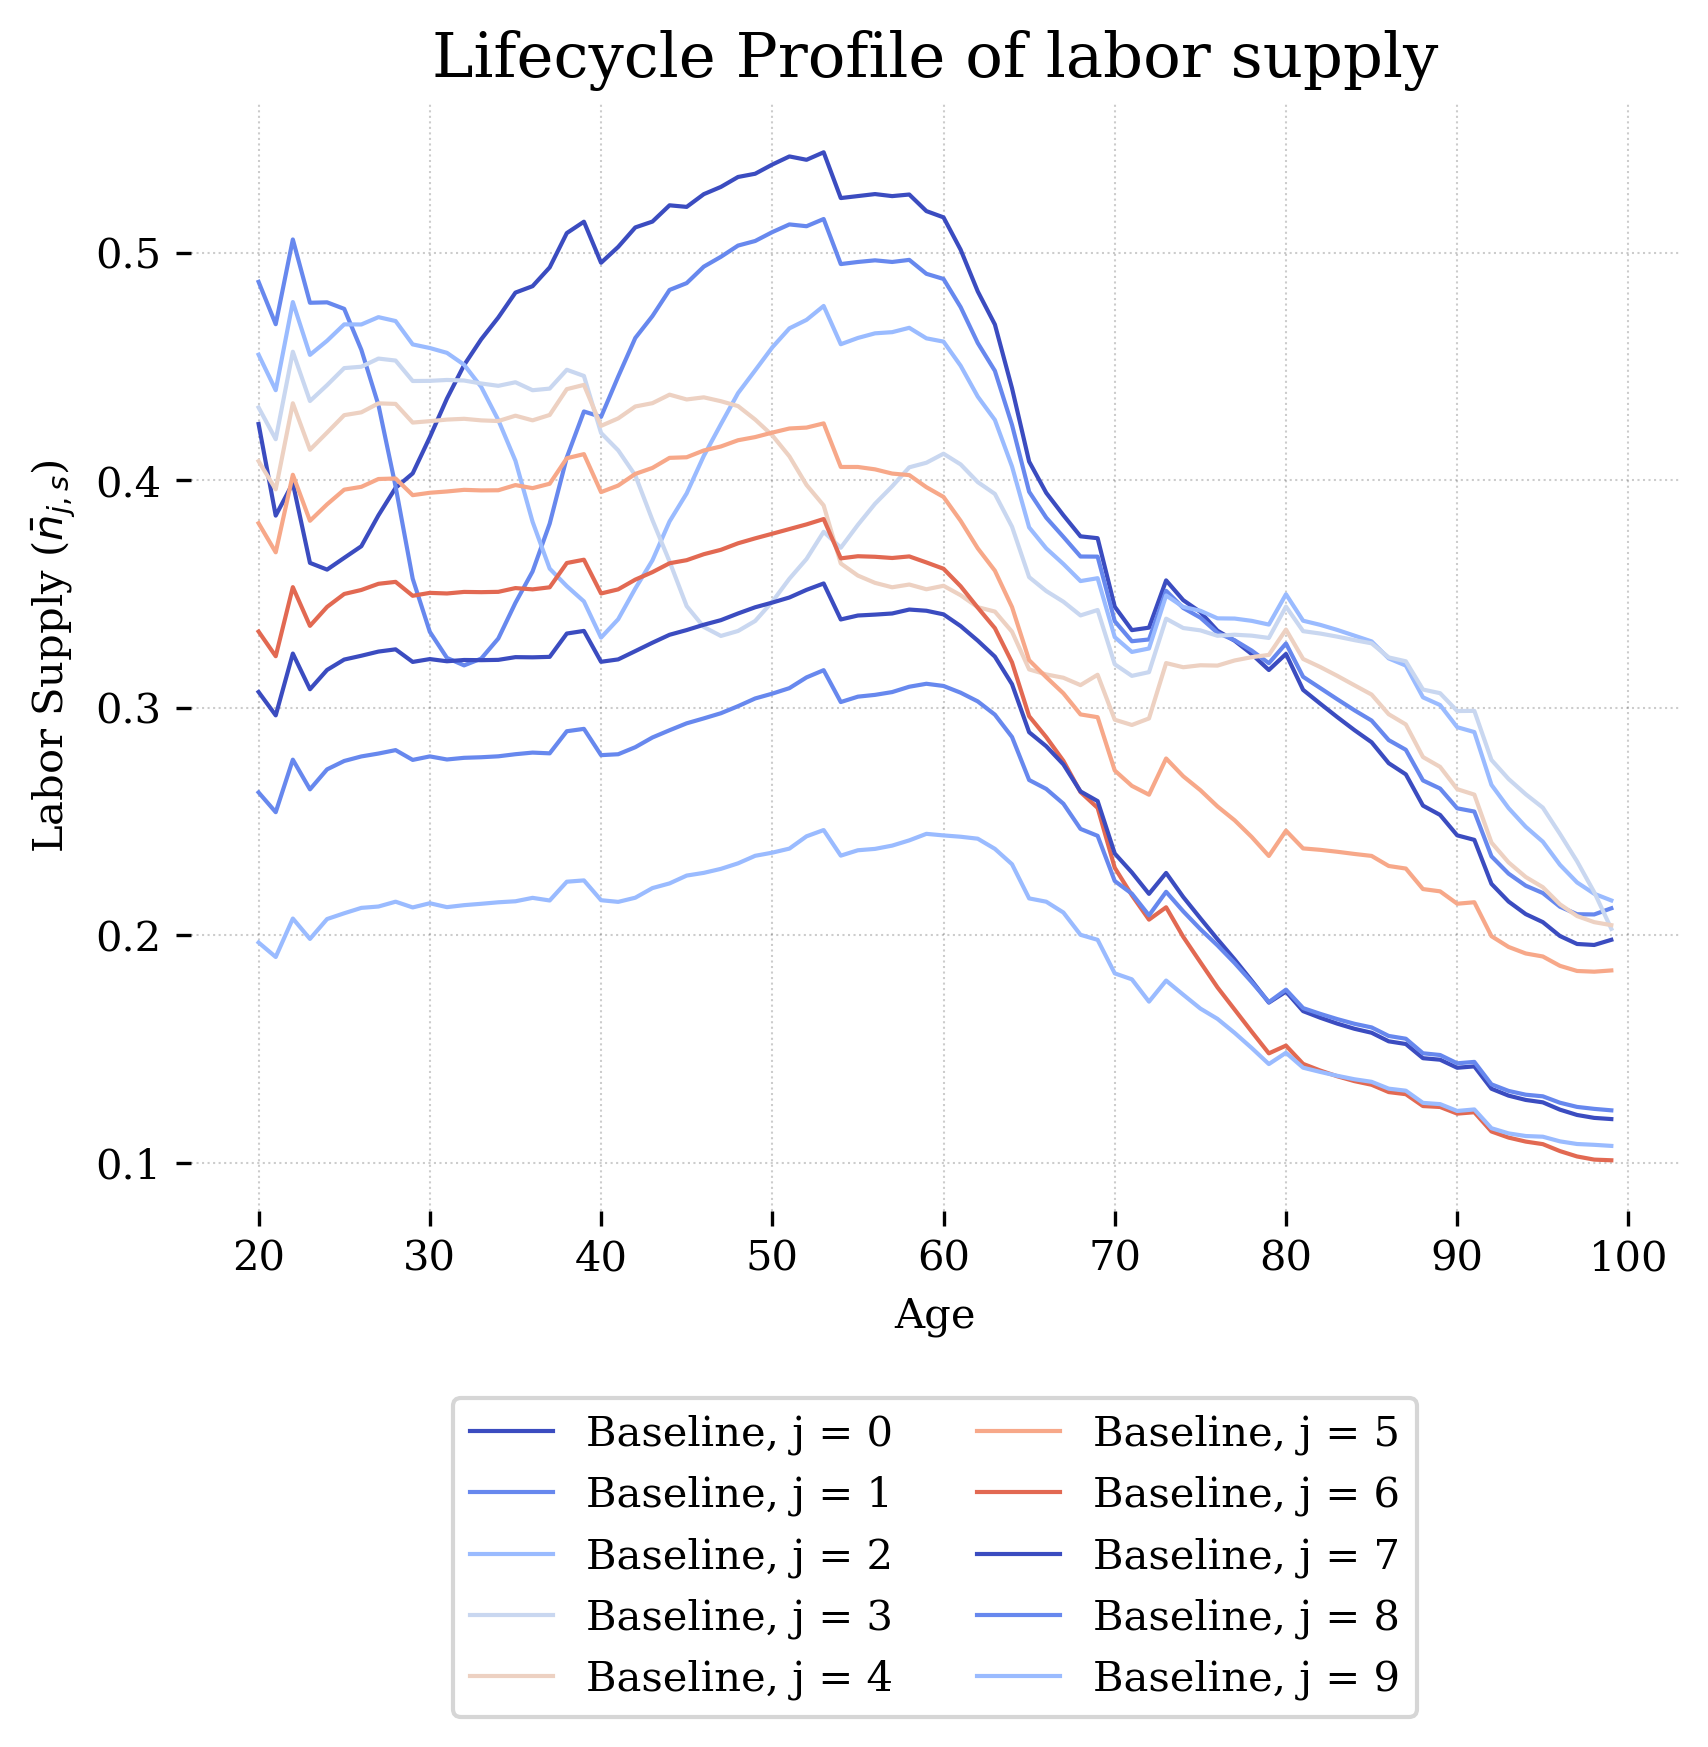 Lifecycle Profile of labor supply
Labor Supply ($\bar{n}_{j,s}$)
0.5
0.4
0.3
0.2
0.1
20 30 40 50 60 70 80 90 100
Age
Baseline, j = 0
Baseline, j = 1
Baseline, j = 2
Baseline, j = 3
Baseline, j = 4
Baseline, j = 5
Baseline, j = 6
Baseline, j = 7
Baseline, j = 8
Baseline, j = 9